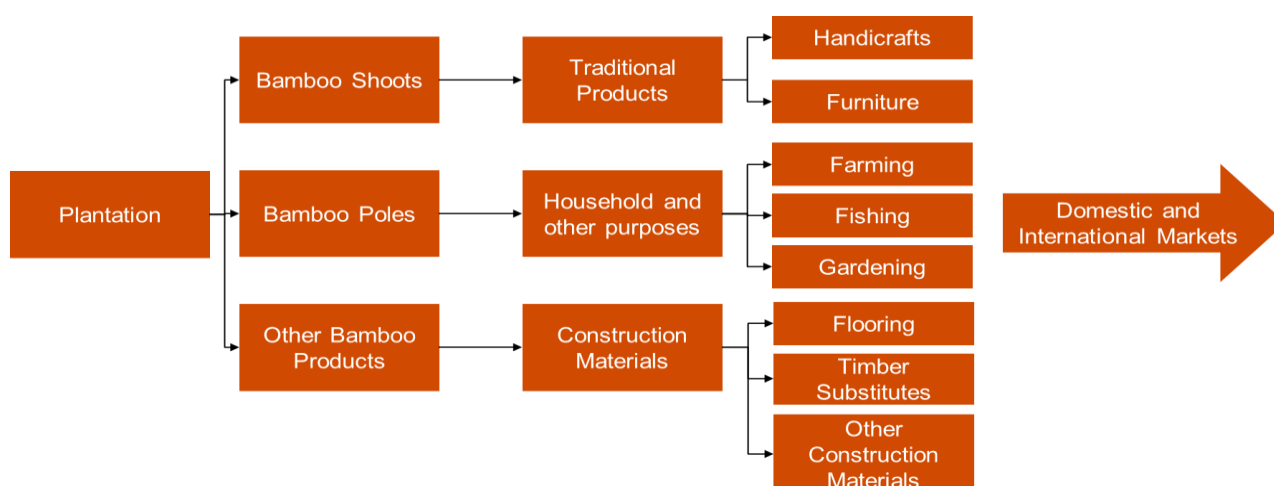 Plantation
Bamboo Shoots
Bamboo Poles
Other Bamboo
Products
Traditional
Products
Household and
other purposes
Construction
Materials
Handicrafts
Furniture
Farming
Fishing
Gardening
Flooring
Timber
Substitutes
Other
Construction
Materials
Domestic and
International Markets